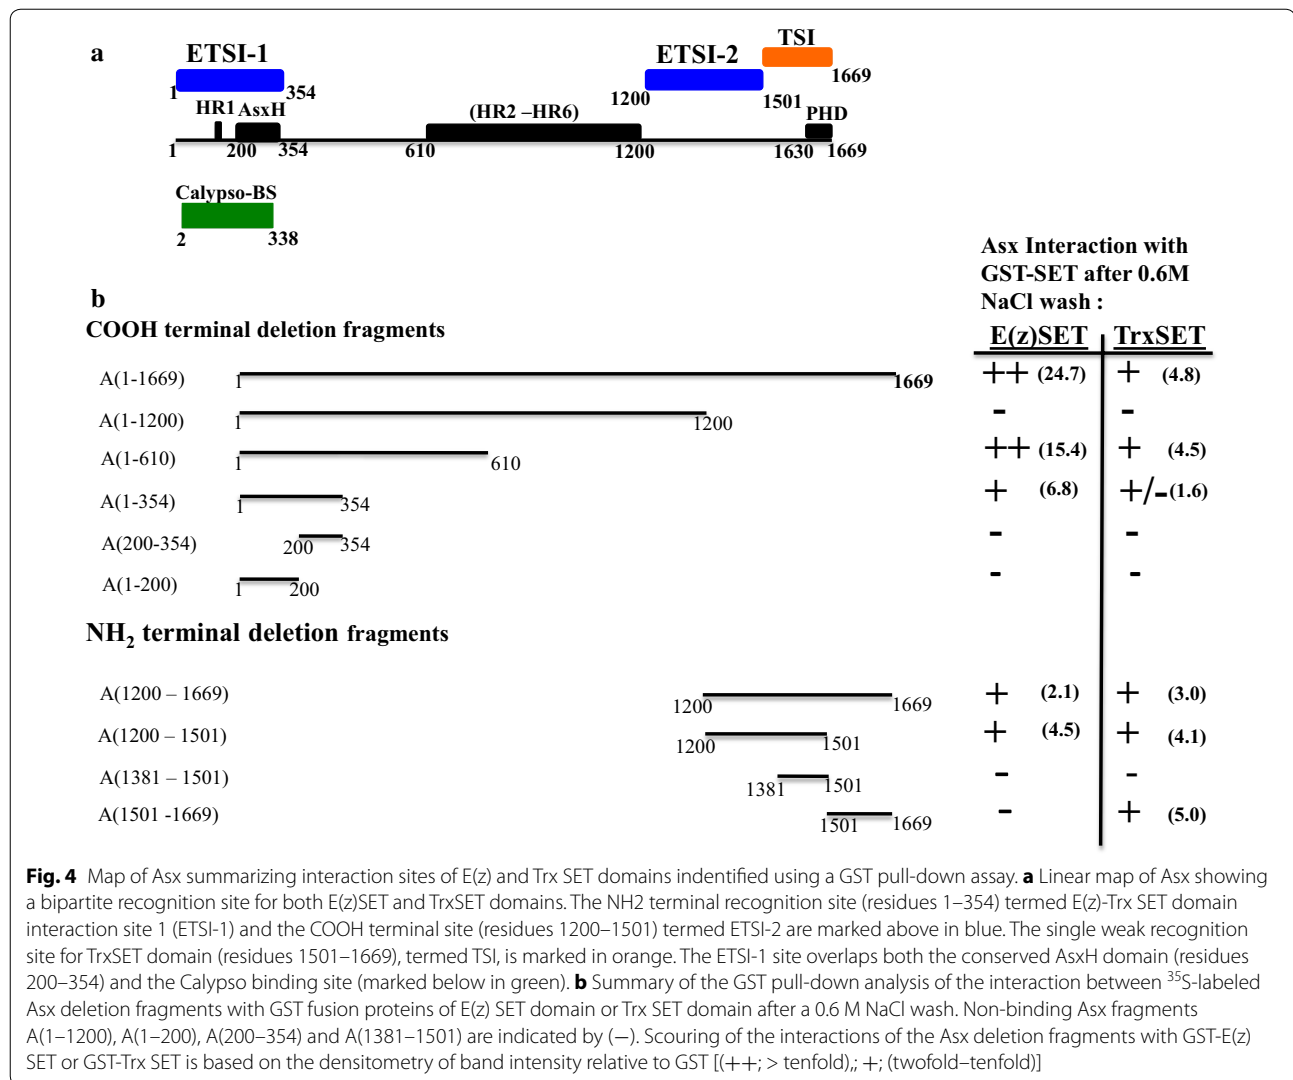 a
ETSI-1
ETSI-2
TSI
1
354
1200
1501
1669
HR1
AsxH
(HR2 –HR6)
PHD
1
200
354
610
1200
1630
1669
Calypso-BS
2
338
Asx Interaction with
GST-SET after 0.6M
NaCl wash :
b
COOH terminal deletion fragments
E(z)SET
TrxSET
A(1-1669)
1
1669
++ (24.7)
+ (4.8)
A(1-1200)
1
1200
-
-
A(1-610)
1
610
++ (15.4)
+ (4.5)
A(1-354)
1
354
+ (6.8)
+/-(1.6)
A(200-354)
200
354
-
-
A(1-200)
1
200
-
-
NH2 terminal deletion fragments
A(1200 – 1669)
1200
1669
+ (2.1)
+ (3.0)
A(1200 – 1501)
1200
1501
+ (4.5)
+ (4.1)
A(1381 – 1501)
1381
1501
-
-
A(1501 -1669)
1501
1669
-
+ (5.0)
Fig. 4 Map of Asx summarizing interaction sites of E(z) and Trx SET domains indentified using a GST pull-down assay. a Linear map of Asx showing
a bipartite recognition site for both E(z)SET and TrxSET domains. The NH2 terminal recognition site (residues 1–354) termed E(z)-Trx SET domain
interaction site 1 (ETSI-1) and the COOH terminal site (residues 1200–1501) termed ETSI-2 are marked above in blue. The single weak recognition
site for TrxSET domain (residues 1501–1669), termed TSI, is marked in orange. The ETSI-1 site overlaps both the conserved AsxH domain (residues
200–354) and the Calypso binding site (marked below in green). b Summary of the GST pull-down analysis of the interaction between 35S-labeled
Asx deletion fragments with GST fusion proteins of E(z) SET domain or Trx SET domain after a 0.6 M NaCl wash. Non-binding Asx fragments
A(1–1200), A(1–200), A(200–354) and A(1381–1501) are indicated by (−). Scouring of the interactions of the Asx deletion fragments with GST-E(z)
SET or GST-Trx SET is based on the densitometry of band intensity relative to GST [(++; > tenfold),; +; (twofold–tenfold)]